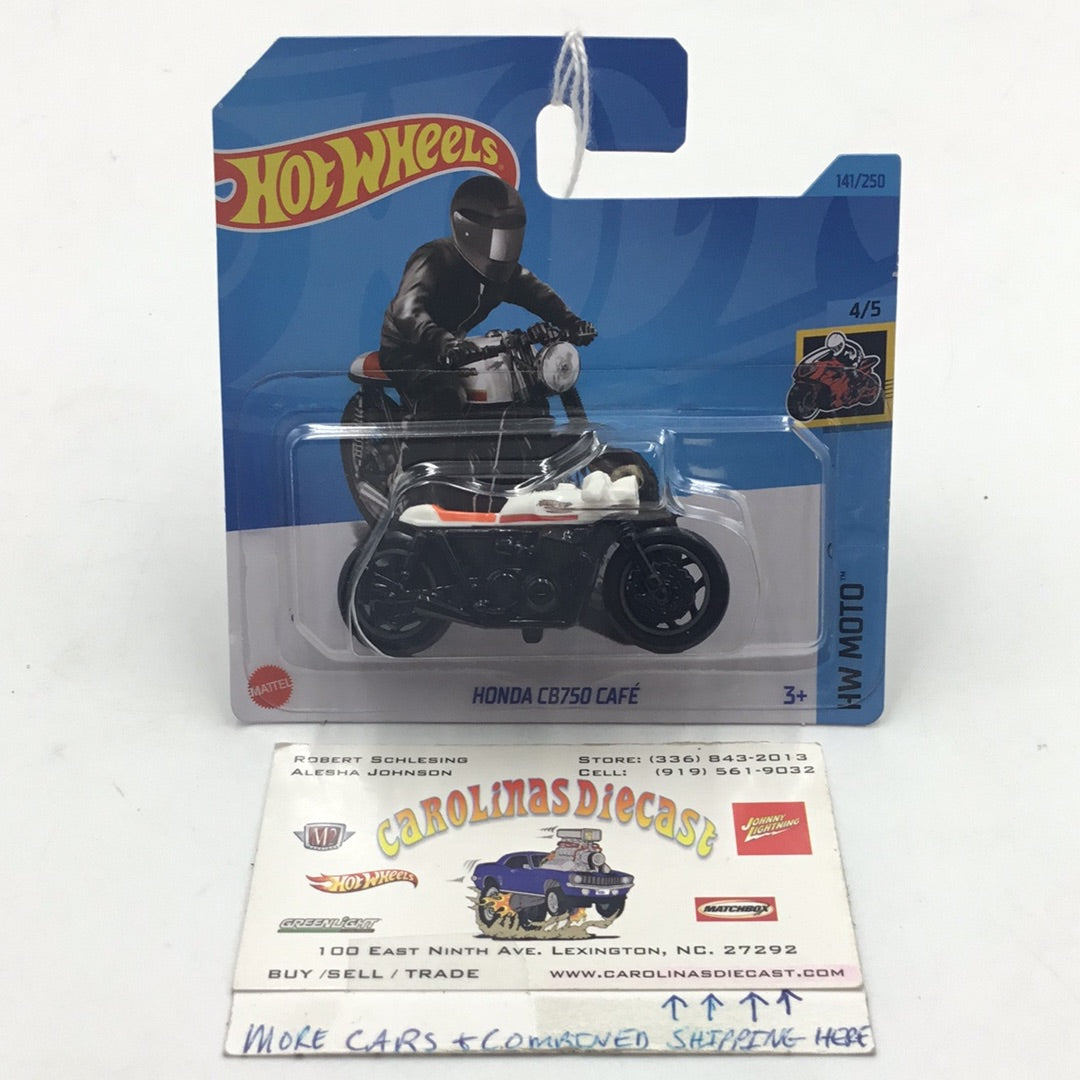 HOT WHEELS
141/250
4/5
HW MOTO™
MATTEL
HONDA CB750 CAFÉ
3+
ROBERT SCHLESING
ALESHA JOHNSON
STORE: (336) 843-2013
CELL: (919) 561-9032
CAROLINAS DIECAST
M2
JOHNNY LIGHTNING
HOT WHEELS
GREENLIGHT
MATCHBOX
100 EAST NINTH AVE. LEXINGTON, NC. 27292
BUY /SELL / TRADE
WWW.CAROLINASDIECAST.COM
MORE CARS + COMBINED SHIPPING HERE